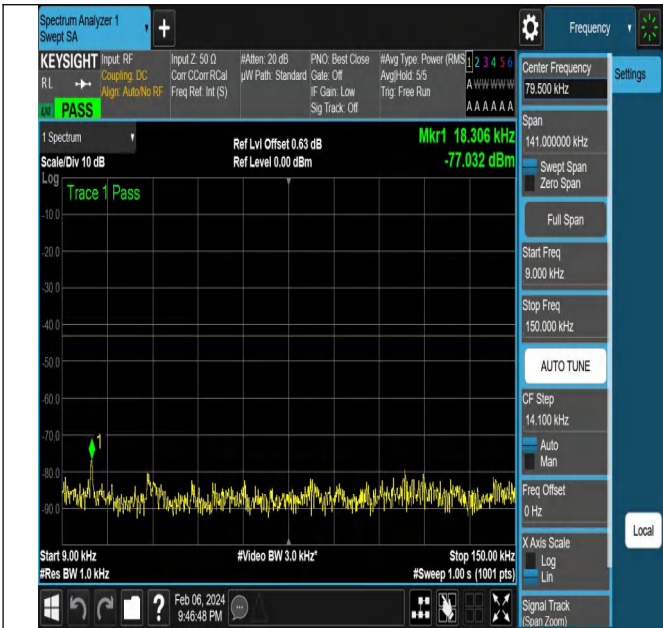 Spectrum Analyzer 1
Swept SA
Frequency
KEYSIGHT
RL
PASS
Input: RF
Coupling: DC
Align: Auto/No RF
Input Z: 50 Ω
Corr CCorr RCal
Freq Ref: Int (S)
#Atten: 20 dB
µW Path: Standard
PNO: Best Close
Gate: Off
IF Gain: Low
Sig Track: Off
#Avg Type: Power (RMS
Avg|Hold: 5/5
Trig: Free Run
1 2 3 4 5 6
A W W W W W
A A A A A A
1 Spectrum
Scale/Div 10 dB
Log
Ref Lvl Offset 0.63 dB
Ref Level 0.00 dBm
Mkr1 18.306 kHz
-77.032 dBm
Trace 1 Pass
-10.0
-20.0
-30.0
-40.0
-50.0
-60.0
-70.0
-80.0
-90.0
1
Start 9.00 kHz
#Res BW 1.0 kHz
#Video BW 3.0 kHz*
Stop 150.00 kHz
#Sweep 1.00 s (1001 pts)
?
Feb 06, 2024
9:46:48 PM
Center Frequency
79.500 kHz
Settings
Span
141.000000 kHz
Swept Span
Zero Span
Full Span
Start Freq
9.000 kHz
Stop Freq
150.000 kHz
AUTO TUNE
CF Step
14.100 kHz
Auto
Man
Freq Offset
0 Hz
X Axis Scale
Log
Lin
Local
Signal Track
(Span Zoom)